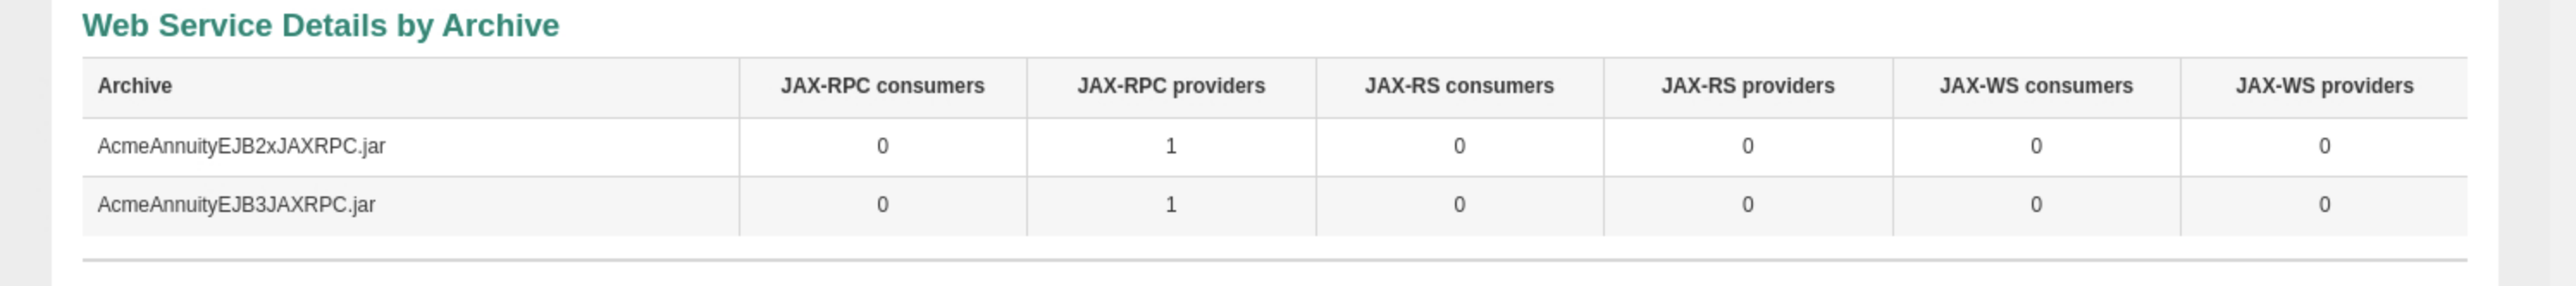 Web Service Details by Archive
Archive JAX-RPC consumers JAX-RPC providers JAX-RS consumers JAX-RS providers JAX-WS consumers JAX-WS providers
AcmeAnnuityEJB2xJAXRPC.jar 0 1 0 0 0 0
AcmeAnnuityEJB3JAXRPC.jar 0 1 0 0 0 0